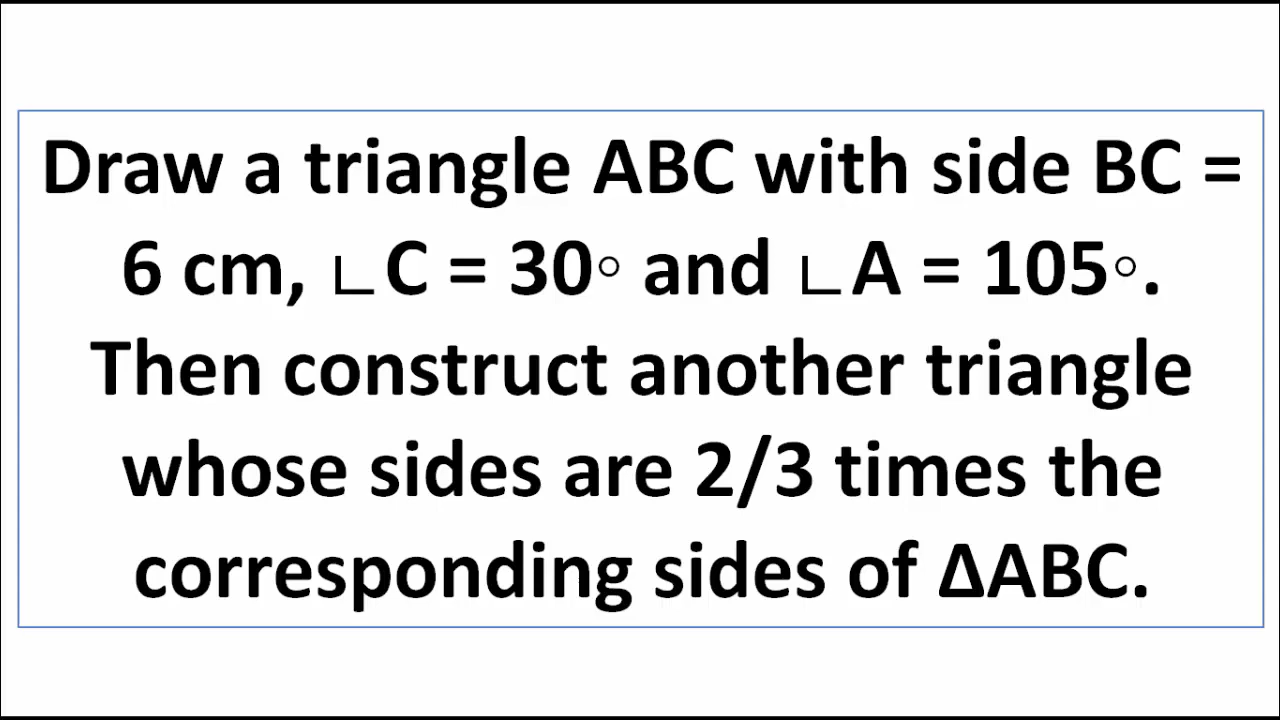 Draw a triangle ABC with side BC =
6 cm, ∟C = 30◦ and ∟A = 105◦.
Then construct another triangle
whose sides are 2/3 times the
corresponding sides of ΔABC.